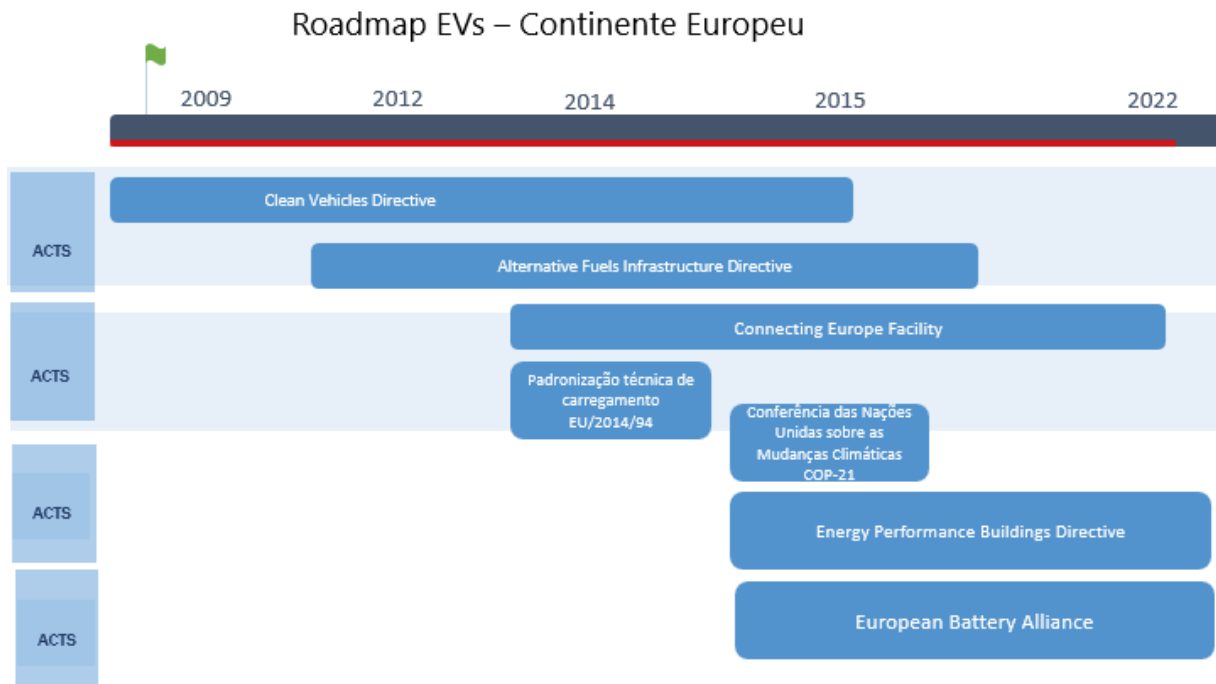 Roadmap EVs – Continente Europeu
2009
2012
2014
2015
2022
ACTS
Clean Vehicles Directive
Alternative Fuels Infrastructure Directive
ACTS
Connecting Europe Facility
Padronização técnica de
carregamento
EU/2014/94
Conferência das Nações
Unidas sobre as
Mudanças Climáticas
COP-21
ACTS
Energy Performance Buildings Directive
ACTS
European Battery Alliance